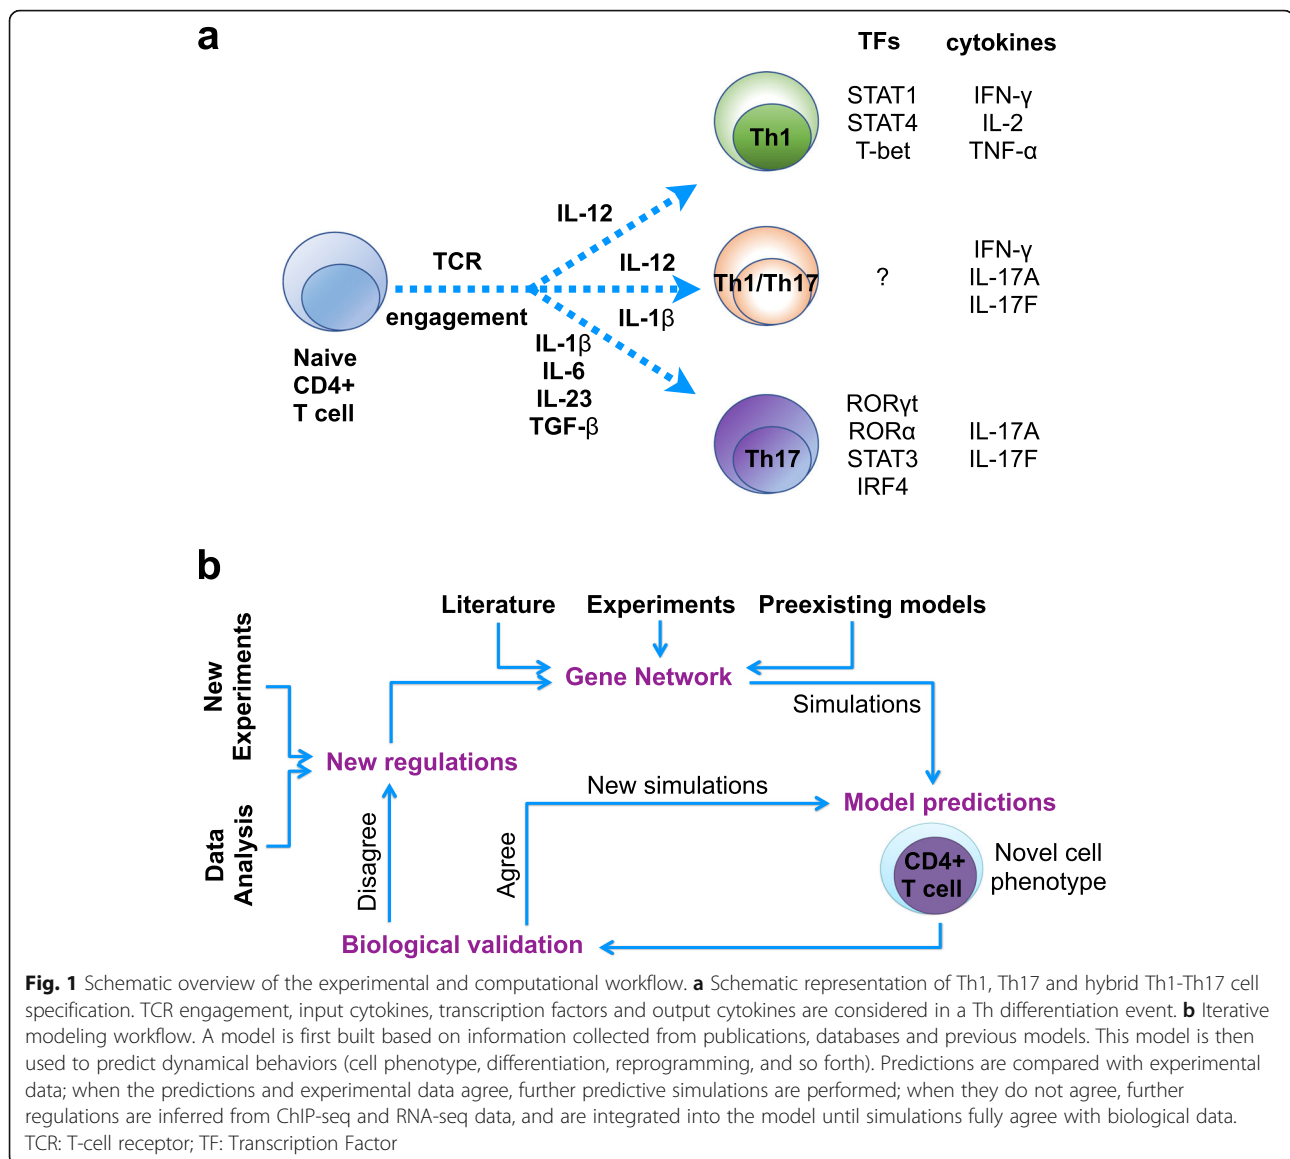 a
TFs
cytokines
STAT1
IFN-γ
STAT4
IL-2
T-bet
TNF-α
Th1
IL-12
Naive
CD4+
T cell
TCR
engagement
IL-12
IL-1β
Th1/Th17
?
IFN-γ
IL-17A
IL-17F
IL-1β
IL-6
IL-23
TGF-β
Th17
RORγt
RORα
IL-17A
STAT3
IL-17F
IRF4
b
Literature
Experiments
Preexisting models
Gene Network
Simulations
New
Experiments
New regulations
Data
Analysis
New simulations
Model predictions
Disagree
Agree
CD4+
T cell
Novel cell
phenotype
Biological validation
Fig. 1 Schematic overview of the experimental and computational workflow. a Schematic representation of Th1, Th17 and hybrid Th1-Th17 cell
specification. TCR engagement, input cytokines, transcription factors and output cytokines are considered in a Th differentiation event. b Iterative
modeling workflow. A model is first built based on information collected from publications, databases and previous models. This model is then
used to predict dynamical behaviors (cell phenotype, differentiation, reprogramming, and so forth). Predictions are compared with experimental
data; when the predictions and experimental data agree, further predictive simulations are performed; when they do not agree, further
regulations are inferred from ChIP-seq and RNA-seq data, and are integrated into the model until simulations fully agree with biological data.
TCR: T-cell receptor; TF: Transcription Factor